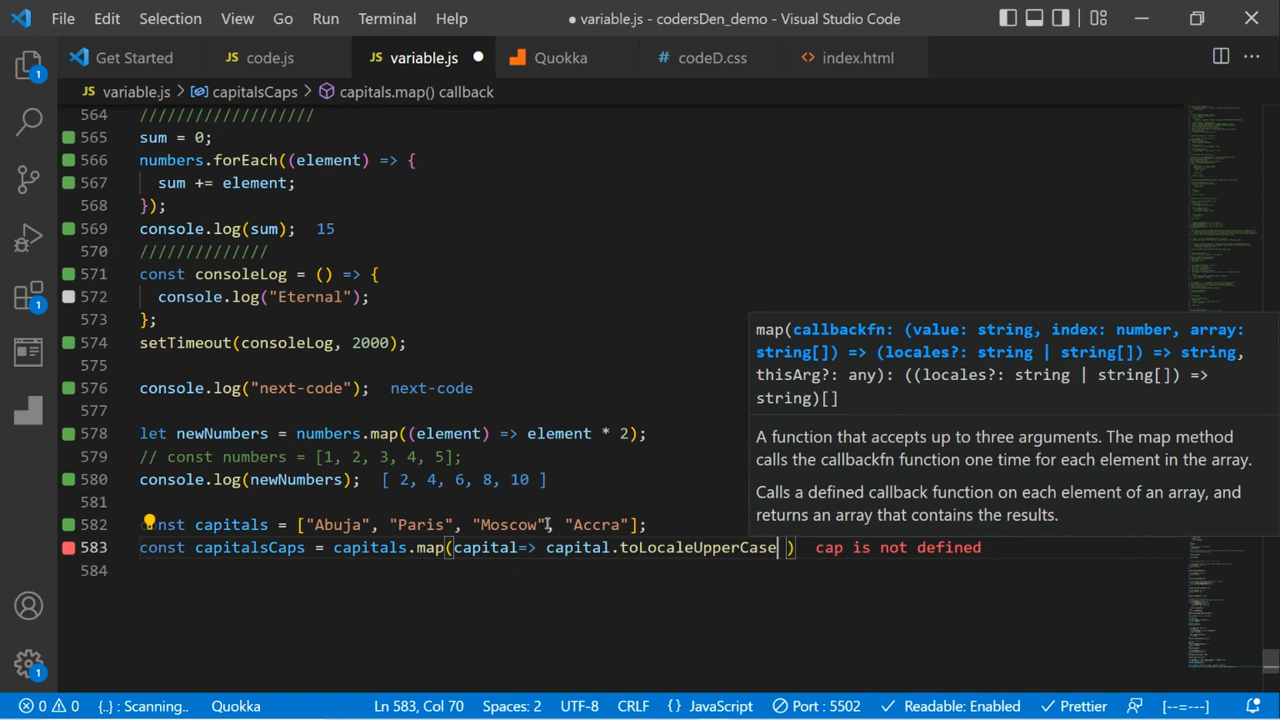 File Edit Selection View Go Run Terminal Help ● variable.js - codersDen_demo - Visual Studio Code
Get Started JS code.js JS variable.js ● Quokka # codeD.css <> index.html ...
JS variable.js > capitalsCaps > capitals.map() callback
564 ///////////////////
565 sum = 0;
566 numbers.forEach((element) => {
567 sum += element;
568 });
569 console.log(sum); 15
570 //////////////
571 const consoleLog = () => {
572 console.log("Eternal");
573 };
574 setTimeout(consoleLog, 2000);
575
576 console.log("next-code"); next-code
577
578 let newNumbers = numbers.map((element) => element * 2);
579 // const numbers = [1, 2, 3, 4, 5];
580 console.log(newNumbers); [ 2, 4, 6, 8, 10 ]
581
582 nst capitals = ["Abuja", "Paris", "Moscow", "Accra"];
583 const capitalsCaps = capitals.map(capital=> capital.toLocaleUpperCase ) cap is not defined
584
map(callbackfn: (value: string, index: number, array:
string[]) => (locales?: string | string[]) => string,
thisArg?: any): ((locales?: string | string[]) =>
string)[]
A function that accepts up to three arguments. The map method
calls the callbackfn function one time for each element in the array.
Calls a defined callback function on each element of an array, and
returns an array that contains the results.
1
1
1
0 0 {..}: Scanning.. Quokka Ln 583, Col 70 Spaces: 2 UTF-8 CRLF {} JavaScript Port : 5502 Readable: Enabled Prettier [--=---]